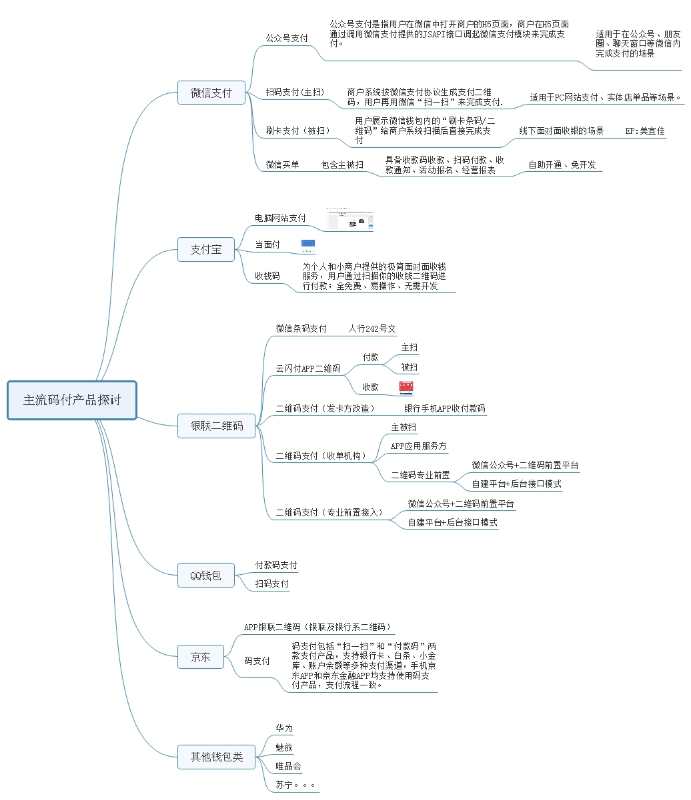 主流码付产品探讨
微信支付
公众号支付
公众号支付是指用户在微信中打开商户的H5页面，商户在H5页面
通过调用微信支付提供的JSAPI接口调起微信支付模块来完成支
付。
适用于在公众号、朋友
圈、聊天窗口等微信内
完成支付的场景
扫码支付（主扫）
商户系统按微信支付协议生成支付二维
码，用户再用微信“扫一扫”来完成支付.
适用于PC网站支付、实体店单品等场景。
刷卡支付（被扫）
用户展示微信钱包内的“刷卡条码/二
维码”给商户系统扫描后直接完成支
付
线下面对面收银的场景
EF:美宜佳
微信买单
包含主被扫
具备收款码收款、扫码付款、收
款通知、活动报名、经营报表
自助开通、免开发
支付宝
电脑网站支付
当面付
收钱码
为个人和小商户提供的极简面对面收钱
服务，用户通过扫描你的收钱二维码进
行付款；全免费、易操作、无需开发
银联二维码
微信条码支付
人行242号文
云闪付APP二维码
付款
主扫
被扫
收款
二维码支付（发卡方改造）
银行手机APP收付款码
二维码支付（收单机构）
主被扫
APP应用服务方
二维码专业前置
微信公众号+二维码前置平台
自建平台+后台接口模式
二维码支付（专业前置接入）
微信公众号+二维码前置平台
自建平台+后台接口模式
QQ钱包
付款码支付
扫码支付
京东
APP银联二维码（银联及银行系二维码）
码支付
码支付包括“扫一扫”和“付款码”两
款支付产品，支持银行卡、白条、小金
库、账户余额等多种支付渠道，手机京
东APP和京东金融APP均支持使用码支
付产品，支付流程一致。
其他钱包类
华为
魅族
唯品会
苏宁。。。